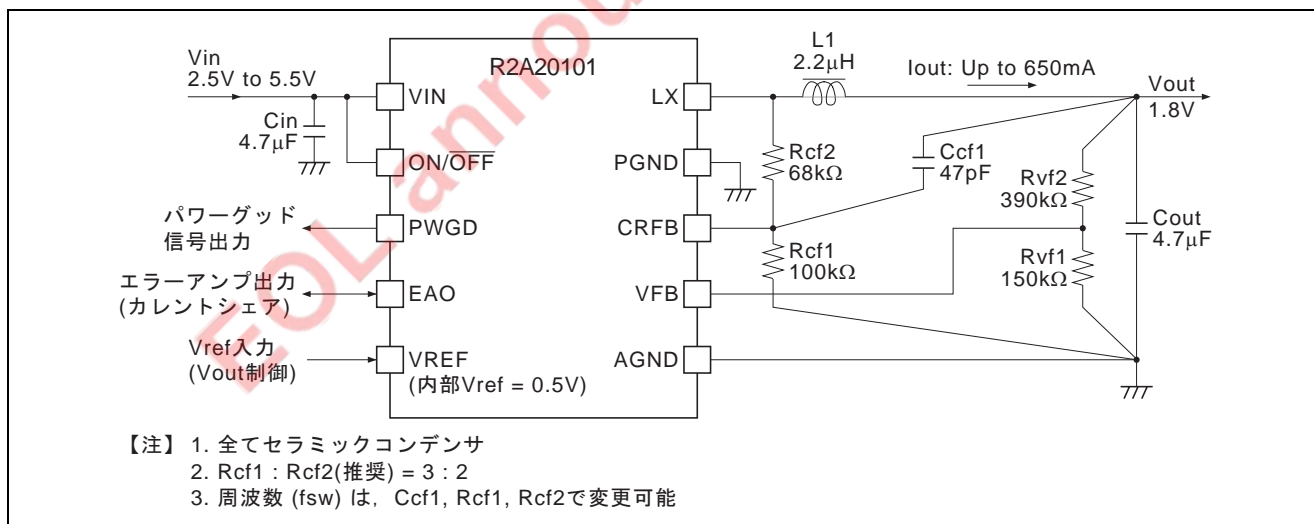 EOL annou
R2A20101
Vin
2.5V to 5.5V
Cin
4.7μF
VIN
ON/OFF
パワーグッド
信号出力
PWGD
エラーアンプ出力
(カレントシェア)
EAO
Vref入力
(Vout制御)
VREF
(内部Vref = 0.5V)
LX
PGND
CRFB
VFB
AGND
L1
2.2μH
Iout: Up to 650mA
Vout
1.8V
Rcf2
68kΩ
Ccf1
47pF
Rcf1
100kΩ
Rvf2
390kΩ
Rvf1
150kΩ
Cout
4.7μF
【注】 1. 全てセラミックコンデンサ
2. Rcf1 : Rcf2(推奨) = 3 : 2
3. 周波数 (fsw) は, Ccf1, Rcf1, Rcf2で変更可能